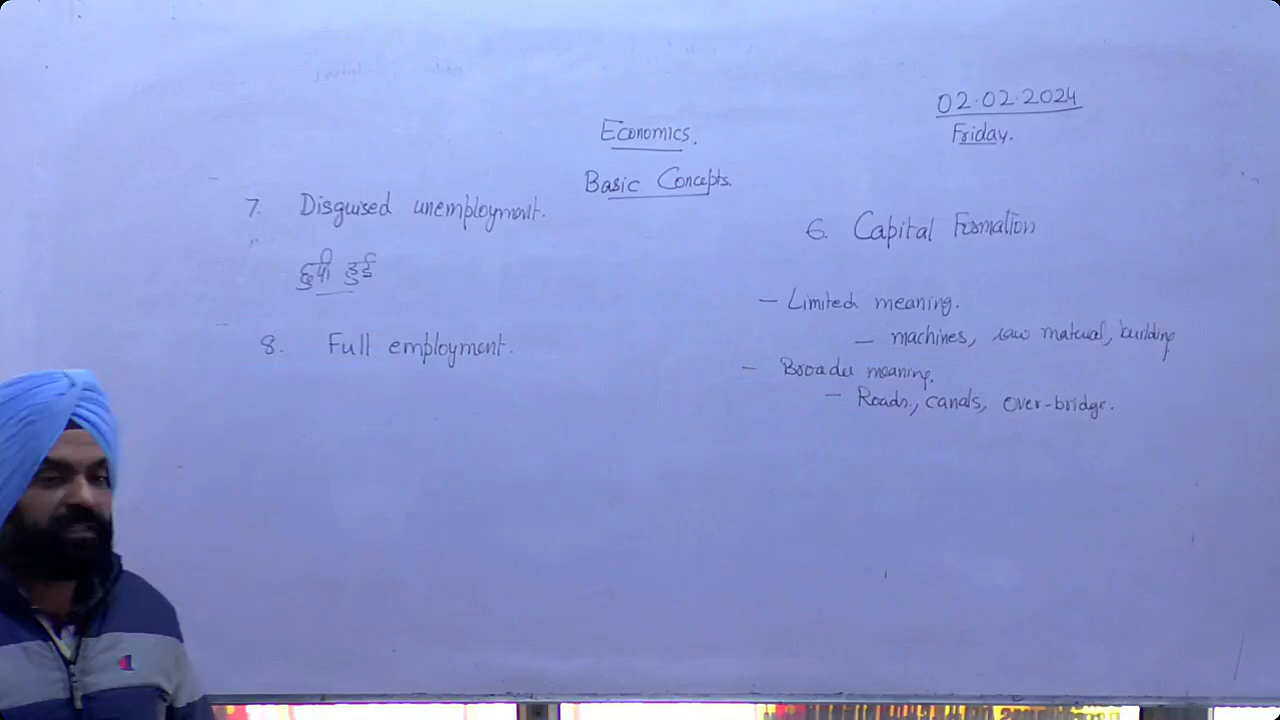 02.02.2024
Friday.
Economics.
Basic Concepts.
7. Disguised unemployment.
छुपी हुई
8. Full employment.
6. Capital Formation
– Limited meaning.
– machines, raw material, building
– Broader meaning.
– Roads, canals, over-bridge.